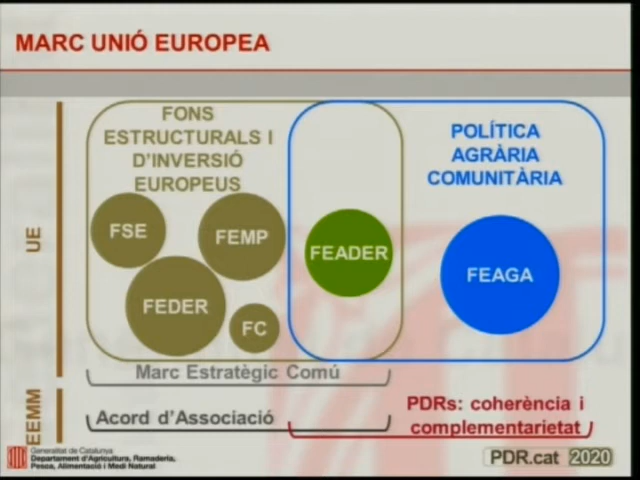 MARC UNIÓ EUROPEA
FONS
ESTRUCTURALS I
D'INVERSIÓ
EUROPEUS
POLÍTICA
AGRÀRIA
COMUNITÀRIA
UE
FSE
FEMP
FEADER
FEAGA
FEDER
FC
Marc Estratègic Comú
EEMM
Acord d'Associació
PDRs: coherència i
complementarietat
Generalitat de Catalunya
Departament d'Agricultura, Ramaderia,
Pesca, Alimentació i Medi Natural
PDR.cat 2020